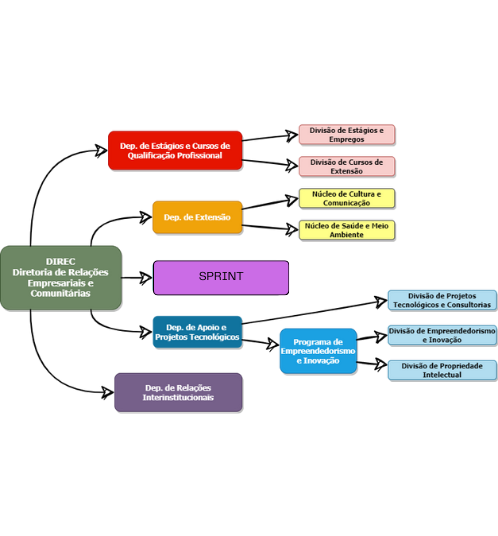 Dep. de Estágios e Cursos de
Qualificação Profissional
Divisão de Estágios e
Empregos
Divisão de Cursos de
Extensão
Dep. de Extensão
Núcleo de Cultura e
Comunicação
Núcleo de Saúde e Meio
Ambiente
DIREC
Diretoria de Relações
Empresariais e
Comunitárias
SPRINT
Dep. de Apoio e
Projetos Tecnológicos
Programa de
Empreendedorismo
e Inovação
Divisão de Projetos
Tecnológicos e Consultorias
Divisão de Empreendedorismo
e Inovação
Divisão de Propriedade
Intelectual
Dep. de Relações
Interinstitucionais